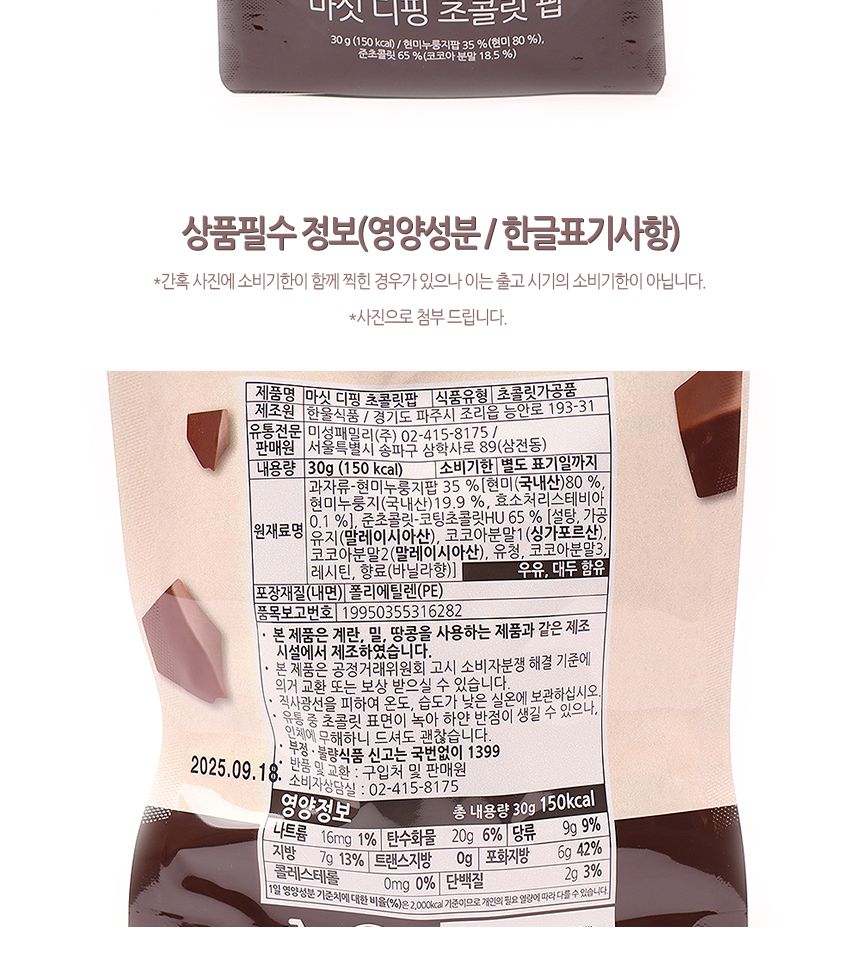 마싯 디핑 초콜릿 팝
30 g (150 kcal) / 현미누룽지팝 35 % (현미 80 %),
준초콜릿 65 % (코코아 분말 18.5 %)
상품필수 정보(영양성분 / 한글표기사항)
*간혹 사진에 소비기한이 함께 찍힌 경우가 있으나 이는 출고 시기의 소비기한이 아닙니다.
*사진으로 첨부 드립니다.
제품명 마싯 디핑 초콜릿팝 식품유형 초콜릿가공품
제조원 한울식품 / 경기도 파주시 조리읍 능안로 193-31
유통전문 판매원 미성패밀리(주) 02-415-8175 /
서울특별시 송파구 삼학사로 89(삼전동)
내용량 30g (150 kcal) 소비기한 별도 표기일까지
원재료명 과자류-현미누룽지팝 35 % [현미(국내산)80 %,
현미누룽지(국내산)19.9 %, 효소처리스테비아
0.1 %], 준초콜릿-코팅초콜릿HU 65 % [설탕, 가공
유지(말레이시아산), 코코아분말1(싱가포르산),
코코아분말2(말레이시아산), 유청, 코코아분말3,
레시틴, 향료(바닐라향)] 우유, 대두 함유
포장재질(내면) 폴리에틸렌(PE)
품목보고번호 19950355316282
· 본 제품은 계란, 밀, 땅콩을 사용하는 제품과 같은 제조
시설에서 제조하였습니다.
· 본 제품은 공정거래위원회 고시 소비자분쟁 해결 기준에
의거 교환 또는 보상 받으실 수 있습니다.
· 직사광선을 피하여 온도, 습도가 낮은 실온에 보관하십시오.
· 유통 중 초콜릿 표면이 녹아 하얀 반점이 생길 수 있으나,
인체에 무해하니 드셔도 괜찮습니다.
· 부정·불량식품 신고는 국번없이 1399
· 반품 및 교환 : 구입처 및 판매원
소비자상담실 : 02-415-8175
2025.09.18
영양정보 총 내용량 30g 150kcal
나트륨 16mg 1% 탄수화물 20g 6% 당류 9g 9%
지방 7g 13% 트랜스지방 0g 포화지방 6g 42%
콜레스테롤 0mg 0% 단백질 2g 3%
1일 영양성분 기준치에 대한 비율(%)은 2,000kcal 기준이므로 개인의 필요 열량에 따라 다를 수 있습니다.